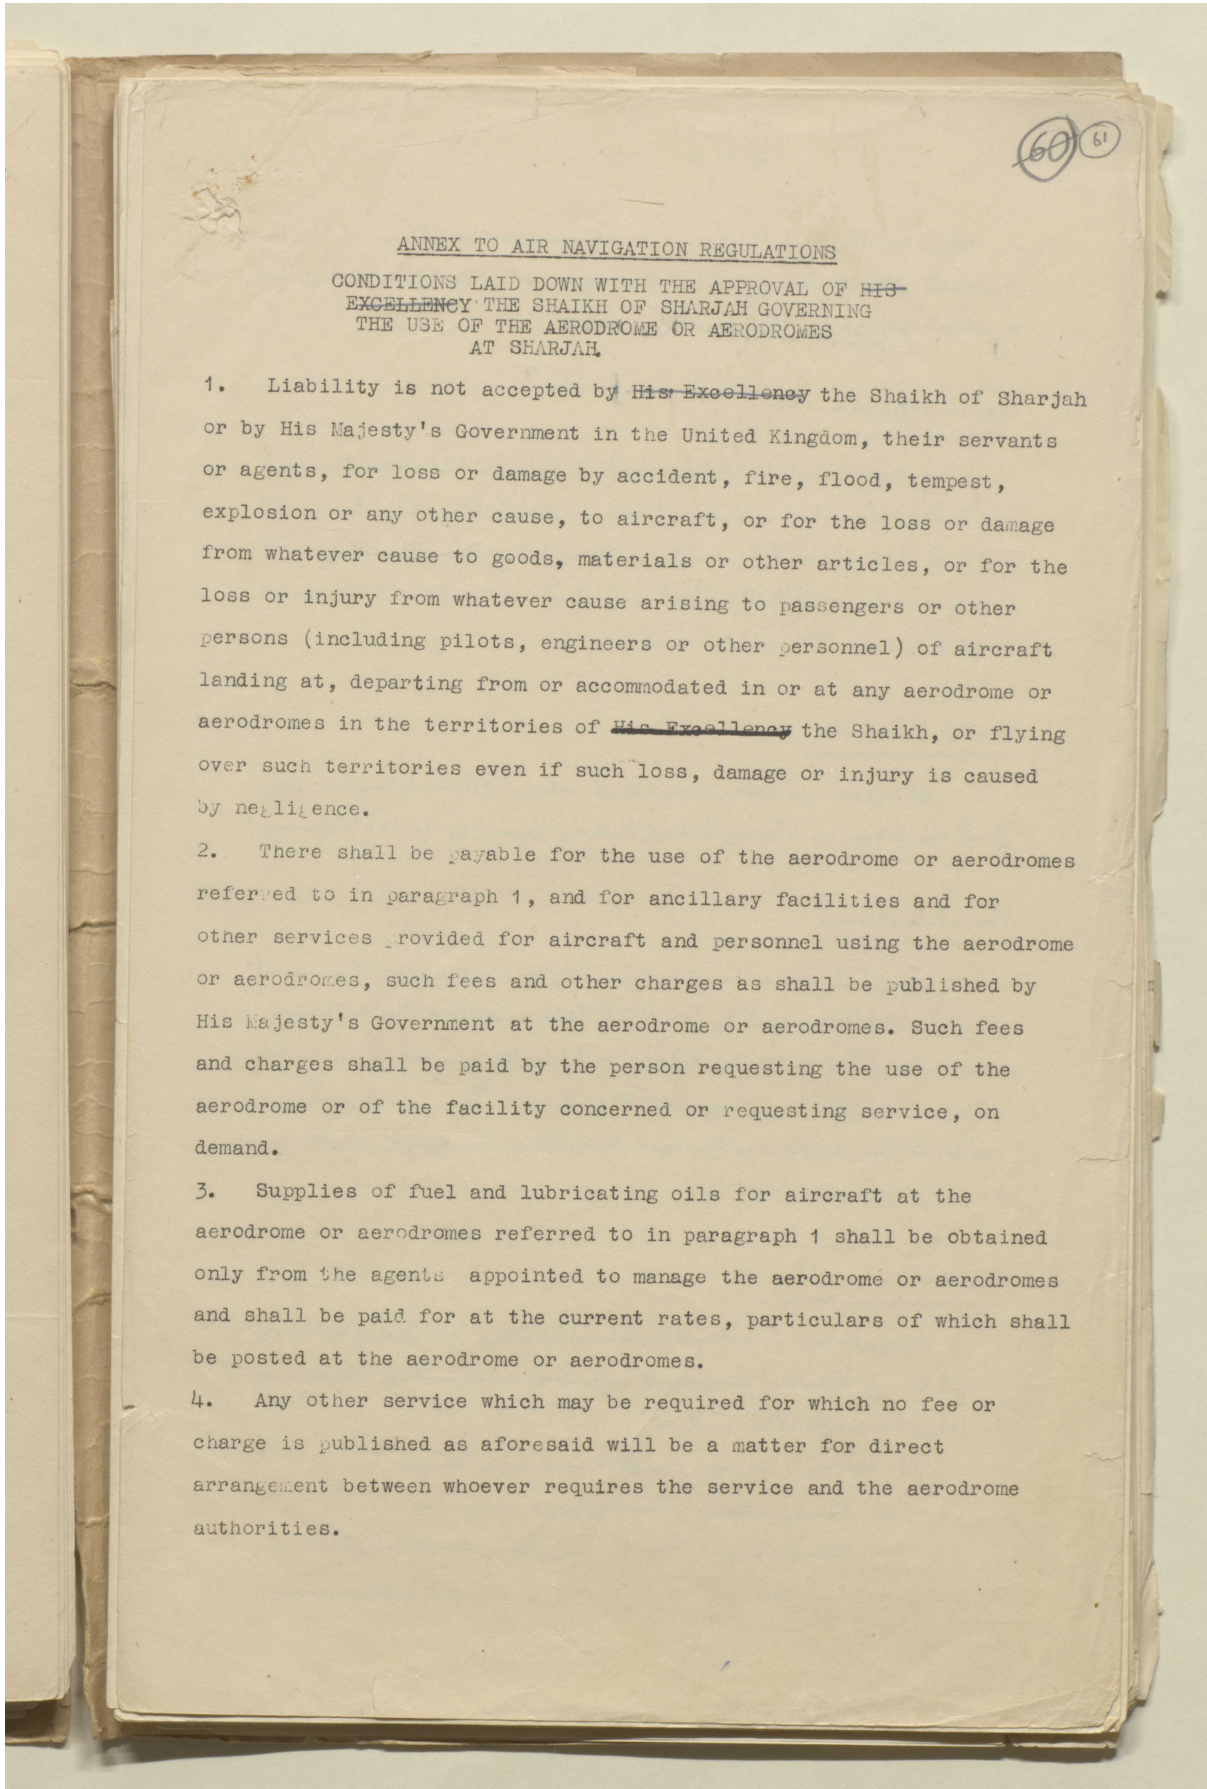 60 61
ANNEX TO AIR NAVIGATION REGULATIONS
CONDITIONS LAID DOWN WITH THE APPROVAL OF HIS
EXCELLENCY THE SHAIKH OF SHARJAH GOVERNING
THE USE OF THE AERODROME OR AERODROMES
AT SHARJAH.
1. Liability is not accepted by His Excellency the Shaikh of Sharjah
or by His Majesty's Government in the United Kingdom, their servants
or agents, for loss or damage by accident, fire, flood, tempest,
explosion or any other cause, to aircraft, or for the loss or damage
from whatever cause to goods, materials or other articles, or for the
loss or injury from whatever cause arising to passengers or other
persons (including pilots, engineers or other personnel) of aircraft
landing at, departing from or accommodated in or at any aerodrome or
aerodromes in the territories of His Excellency the Shaikh, or flying
over such territories even if such loss, damage or injury is caused
by negligence.
2. There shall be payable for the use of the aerodrome or aerodromes
referred to in paragraph 1, and for ancillary facilities and for
other services provided for aircraft and personnel using the aerodrome
or aerodromes, such fees and other charges as shall be published by
His Majesty's Government at the aerodrome or aerodromes. Such fees
and charges shall be paid by the person requesting the use of the
aerodrome or of the facility concerned or requesting service, on
demand.
3. Supplies of fuel and lubricating oils for aircraft at the
aerodrome or aerodromes referred to in paragraph 1 shall be obtained
only from the agents appointed to manage the aerodrome or aerodromes
and shall be paid for at the current rates, particulars of which shall
be posted at the aerodrome or aerodromes.
4. Any other service which may be required for which no fee or
charge is published as aforesaid will be a matter for direct
arrangement between whoever requires the service and the aerodrome
authorities.